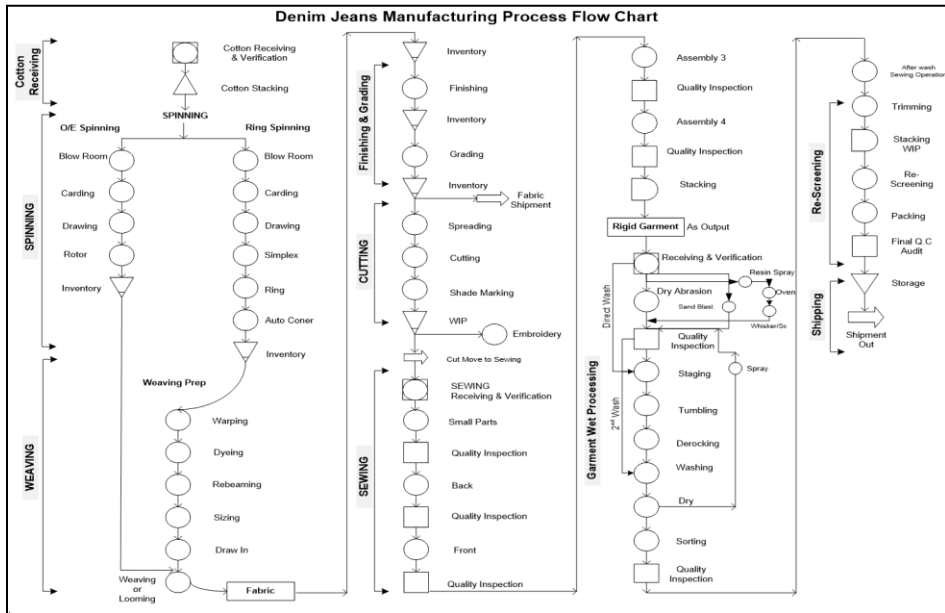 Denim Jeans Manufacturing Process Flow Chart
Cotton
Receiving
Cotton Receiving
& Verification
Cotton Stacking
SPINNING
SPINNING
O/E Spinning
Ring Spinning
Blow Room
Blow Room
Carding
Carding
Drawing
Drawing
Rotor
Simplex
Inventory
Ring
Auto Coner
Inventory
WEAVING
Weaving Prep
Warping
Dyeing
Rebeaming
Sizing
Draw In
Weaving
or
Looming
Fabric
Finishing & Grading
Inventory
Finishing
Inventory
Grading
Inventory
Fabric
Shipment
CUTTING
Spreading
Cutting
Shade Marking
WIP
Embroidery
Cut Move to Sewing
SEWING
SEWING
Receiving & Verification
Small Parts
Quality Inspection
Back
Quality Inspection
Front
Quality Inspection
Assembly 3
Quality Inspection
Assembly 4
Quality Inspection
Stacking
Rigid Garment
As Output
Garment Wet Processing
Receiving & Verification
Direct Wash
Resin Spray
Dry Abrasion
Oven
Sand Blast
Whisker/Sc
Quality
Inspection
2nd Wash
Spray
Staging
Tumbling
Derocking
Washing
Dry
Sorting
Quality
Inspection
After wash
Sewing Operation
Re-Screening
Trimming
Stacking
WIP
Re-
Screening
Packing
Final Q.C
Audit
Shipping
Storage
Shipment
Out